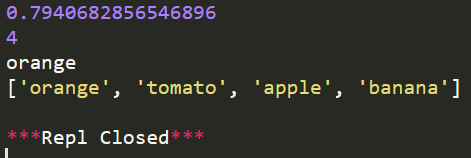 0.7940682856546896
4
orange
['orange', 'tomato', 'apple', 'banana']
***Repl Closed***